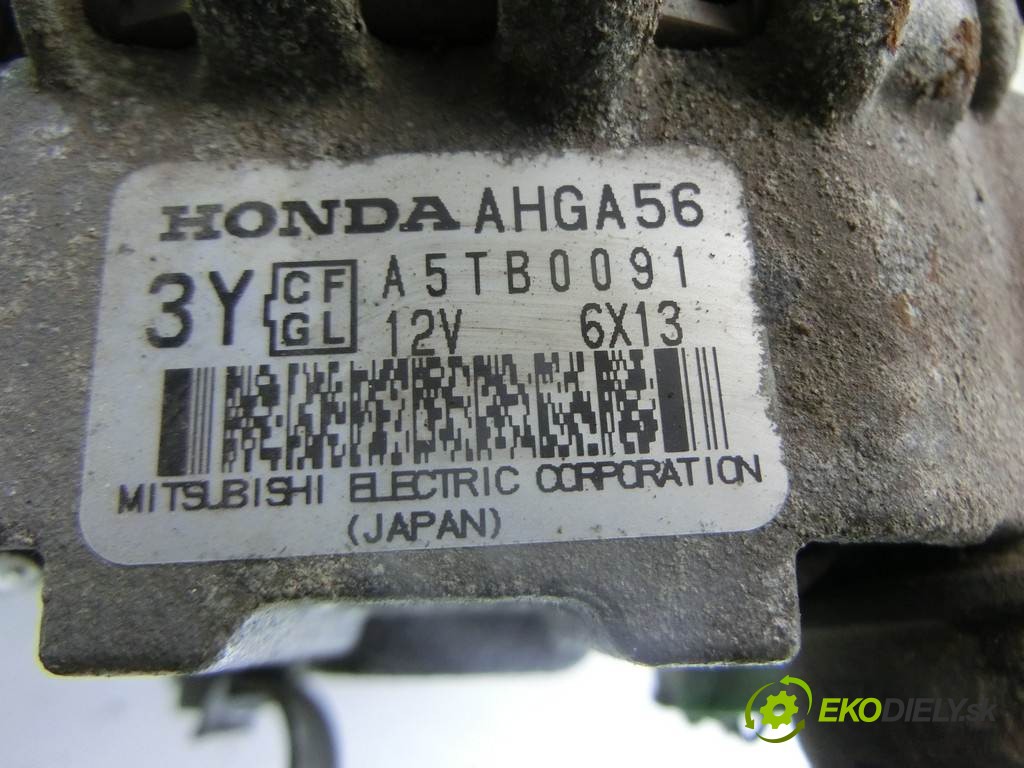 HONDA AHGA56
3Y CF GL A5TB0091
12V 6X13
MITSUBISHI ELECTRIC CORPORATION
(JAPAN)
EKODIELY.sk